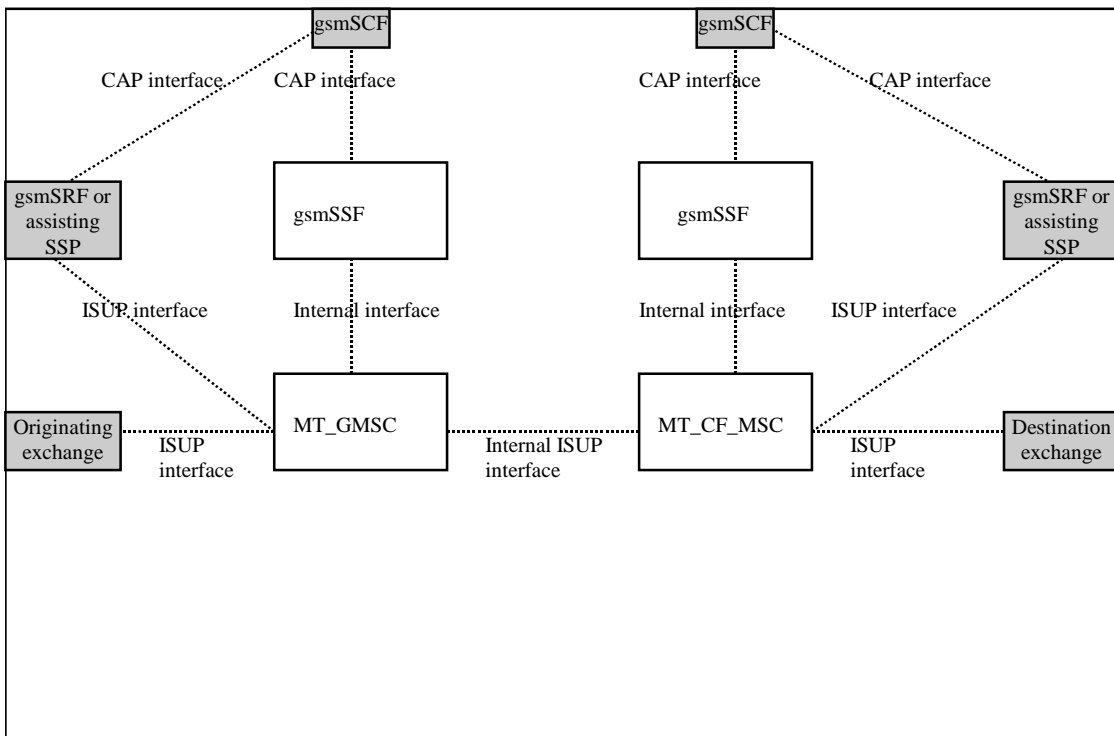 gsmSCF
gsmSCF
CAP interface
CAP interface
CAP interface
CAP interface
gsmSRF or
assisting
SSP
gsmSSF
gsmSSF
gsmSRF or
assisting
SSP
ISUP interface
Internal interface
Internal interface
ISUP interface
Originating
exchange
ISUP
interface
MT_GMSC
Internal ISUP
interface
MT_CF_MSC
ISUP
interface
Destination
exchange